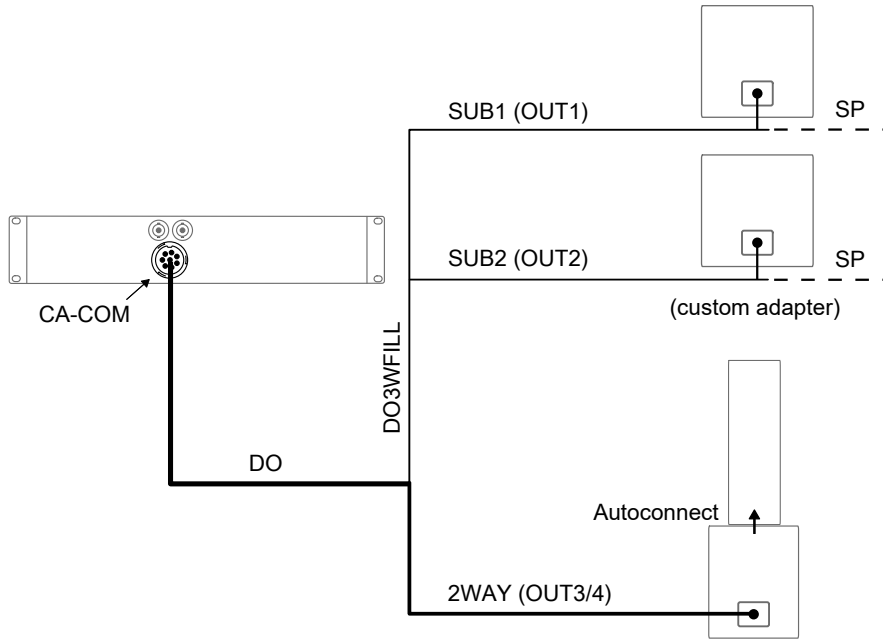 SUB1 (OUT1)
SP
SUB2 (OUT2)
SP
(custom adapter)
CA-COM
DO3WFILL
DO
Autoconnect
2WAY (OUT3/4)